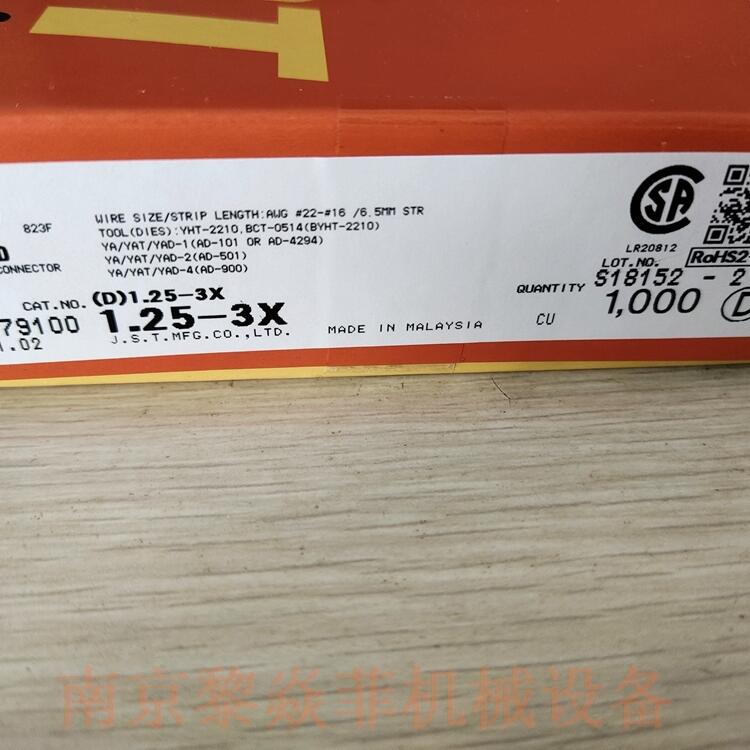 823F
WIRE SIZE/STRIP LENGTH:AWG #22-#16 /6.5MM STR
TOOL(DIES):YHT-2210,BCT-0514(BYHT-2210)
YA/YAT/YAD-1(AD-101 OR AD-4294)
YA/YAT/YAD-2(AD-501)
YA/YAT/YAD-4(AD-900)
CONNECTOR
CAT.NO. (D)1.25-3X
79100 1.25-3X
1.02 J.S.T.MFG.CO.,LTD.
MADE IN MALAYSIA
LR20812
RoHS2
LOT.NO.
S18152 - 2
QUANTITY 1,000
CU
D
南京黎焱菲机械设备